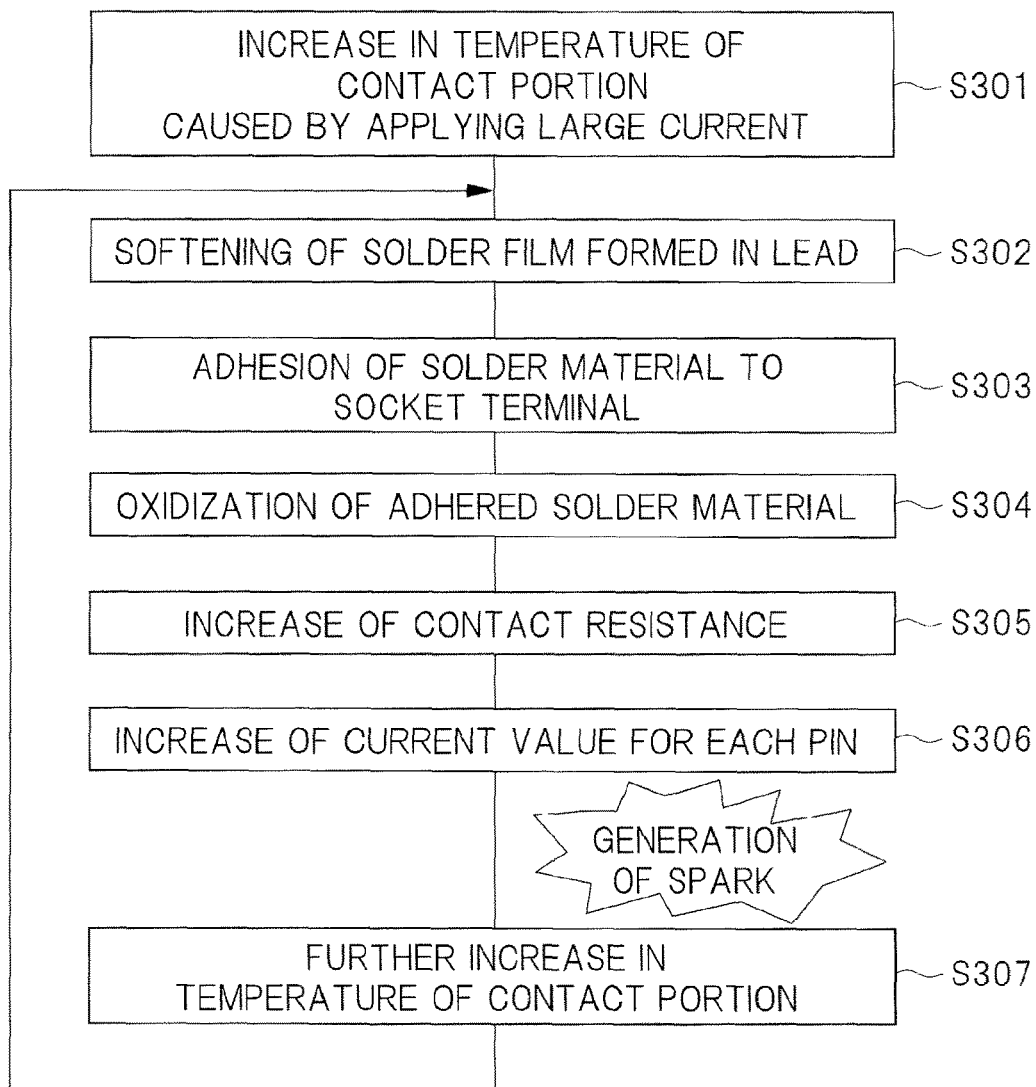 INCREASE IN TEMPERATURE OF
CONTACT PORTION
CAUSED BY APPLYING LARGE CURRENT
S301
SOFTENING OF SOLDER FILM FORMED IN LEAD
S302
ADHESION OF SOLDER MATERIAL TO
SOCKET TERMINAL
S303
OXIDIZATION OF ADHERED SOLDER MATERIAL
S304
INCREASE OF CONTACT RESISTANCE
S305
INCREASE OF CURRENT VALUE FOR EACH PIN
S306
GENERATION
OF SPARK
FURTHER INCREASE IN
TEMPERATURE OF CONTACT PORTION
S307